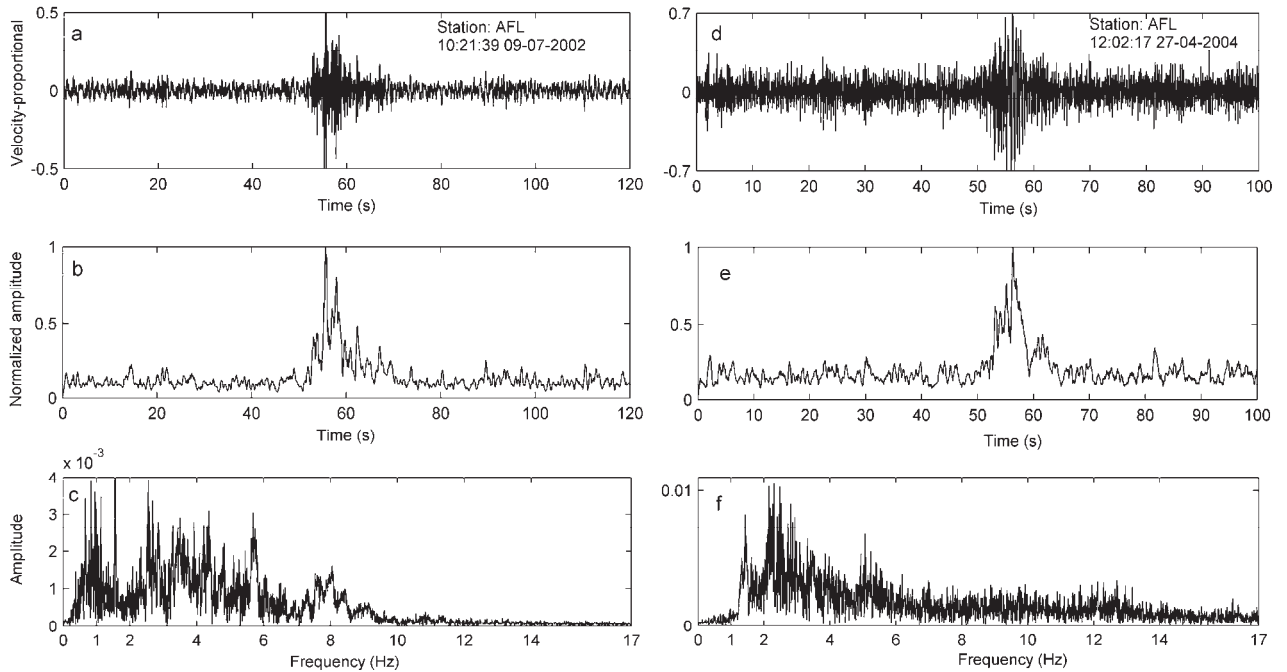 a
Station: AFL
10:21:39 09-07-2002
Velocity-proportional
0.5
0
-0.5
0 20 40 60 80 100 120
Time (s)
d
Station: AFL
12:02:17 27-04-2004
0.7
0
-0.7
0 10 20 30 40 50 60 70 80 90 100
Time (s)
b
Normalized amplitude
1
0.5
0
0 20 40 60 80 100 120
Time (s)
e
1
0.5
0
0 10 20 30 40 50 60 70 80 90 100
Time (s)
x 10-3
c
Amplitude
4
3
2
1
0
0 1 2 4 6 8 10 12 14 17
Frequency (Hz)
f
0.01
0
0 1 2 4 6 8 10 12 14 17
Frequency (Hz)